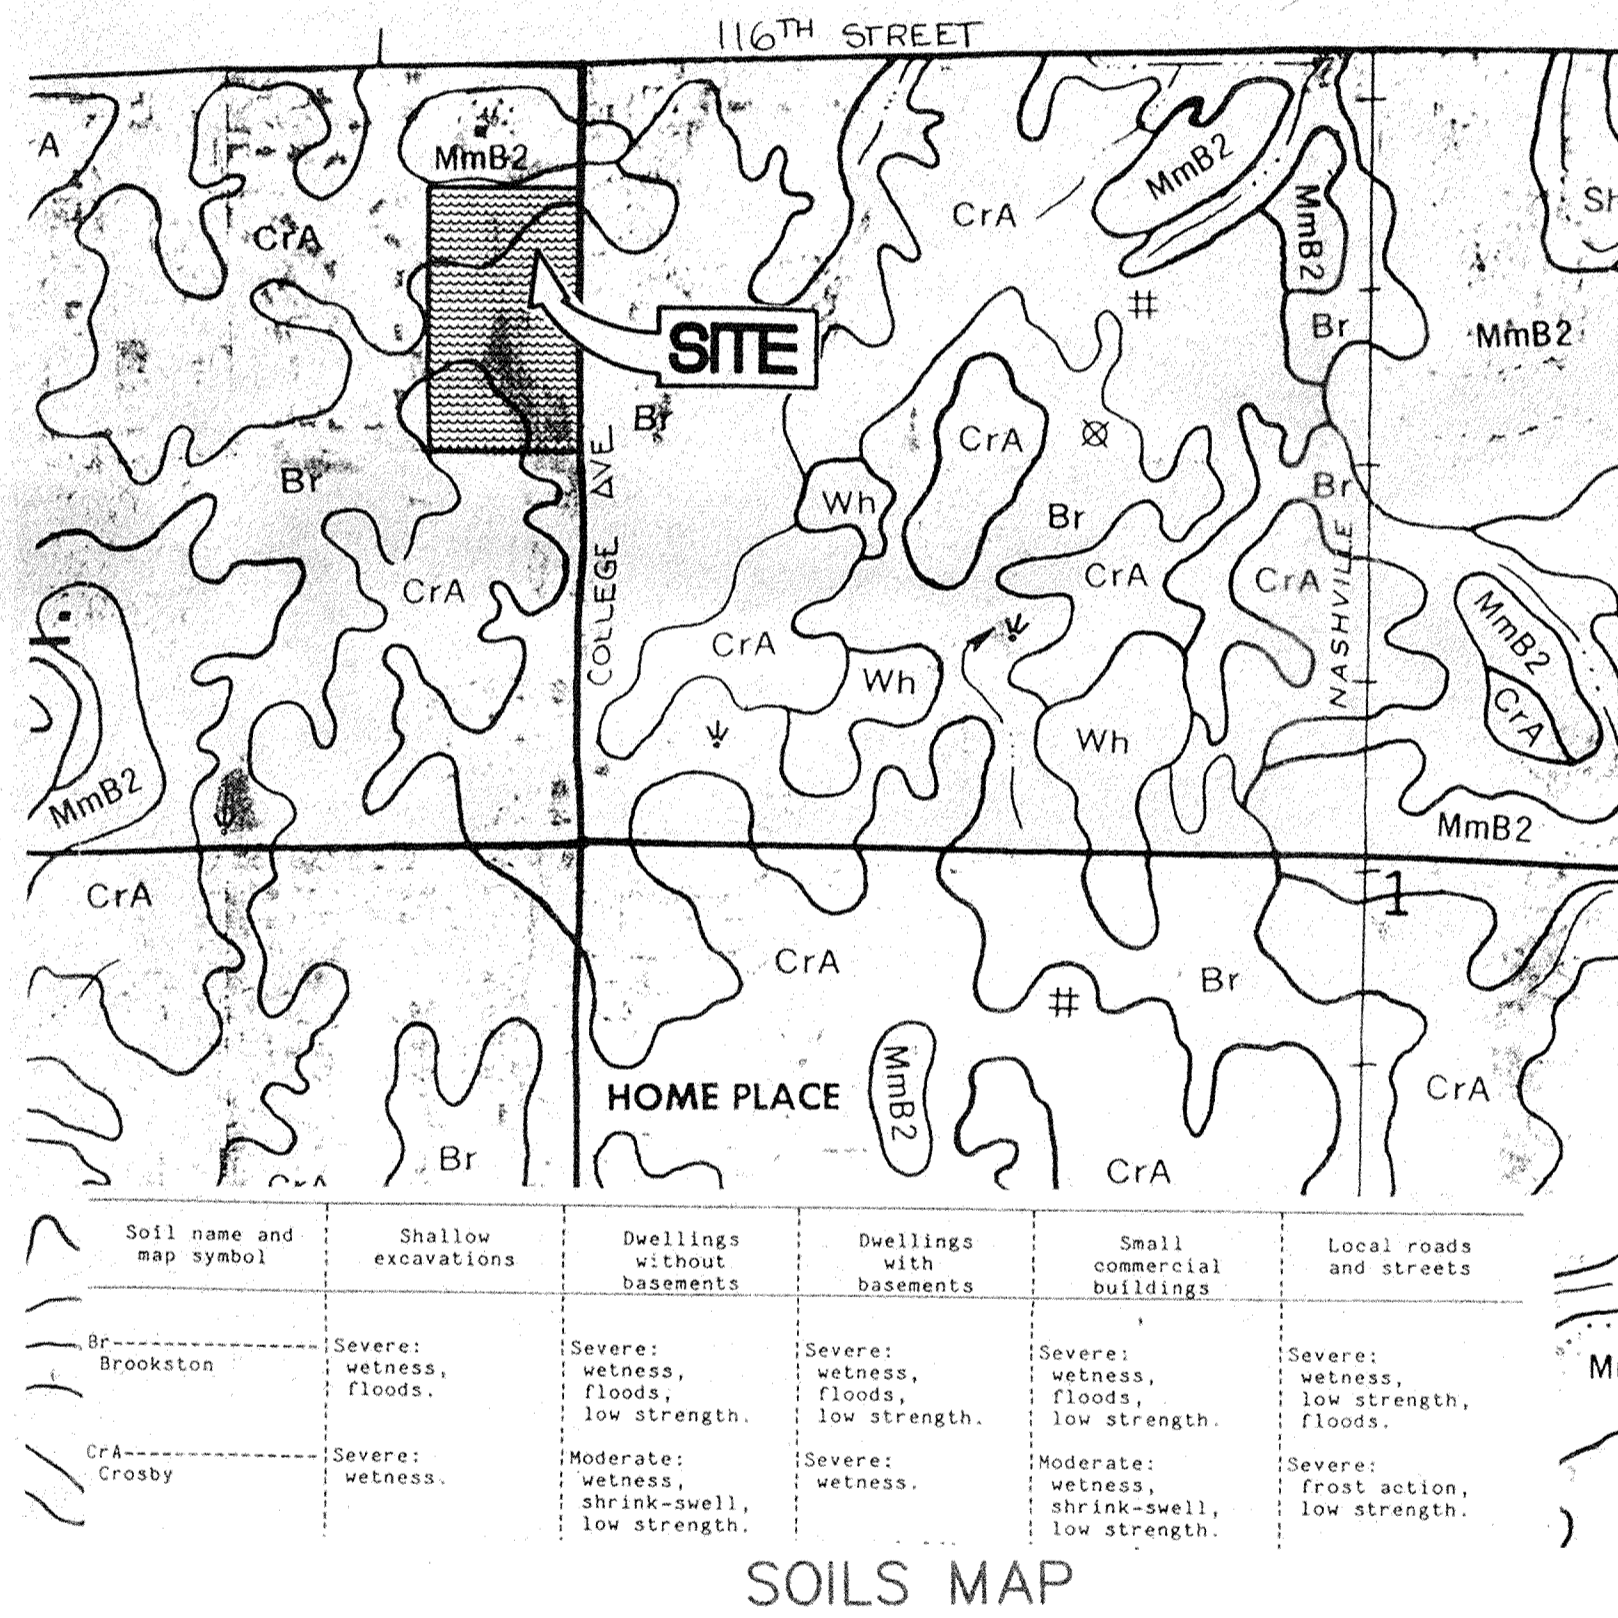 116TH STREET
A
MmB2
CrA
CrA
MmB2
MmB2
Br
MmB2
SITE
Br
CrA
Br
Wh
Br
Br
CrA
CrA
CrA
COLLEGE AVE
NASHVILLE
CrA
Wh
MmB2
CrA
Wh
MmB2
MmB2
CrA
1
CrA
Br
HOME PLACE
MmB2
CrA
Br
CrA
CrA
Soil name and map symbol
Shallow excavations
Dwellings without basements
Dwellings with basements
Small commercial buildings
Local roads and streets
Br------------------
Brookston
Severe:
wetness,
floods.
Severe:
wetness,
floods,
low strength.
Severe:
wetness,
floods,
low strength.
Severe:
wetness,
floods,
low strength.
Severe:
wetness,
low strength,
floods.
CrA-----------------
Crosby
Severe:
wetness.
Moderate:
wetness,
shrink-swell,
low strength.
Severe:
wetness.
Moderate:
wetness,
shrink-swell,
low strength.
Severe:
frost action,
low strength.
SOILS MAP